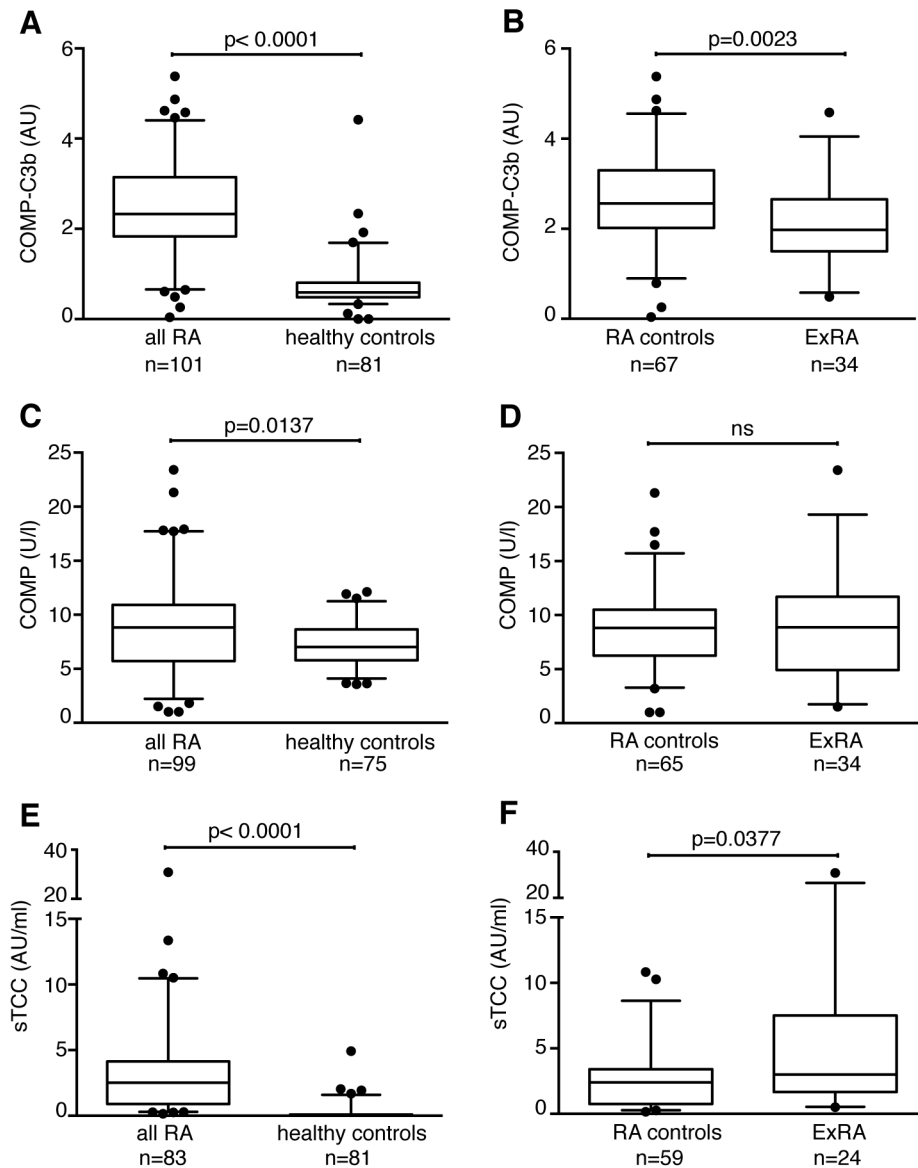 A
p< 0.0001
COMP-C3b (AU)
6
4
2
0
all RA
healthy controls
n=101
n=81
B
p=0.0023
COMP-C3b (AU)
6
4
2
0
RA controls
ExRA
n=67
n=34
C
p=0.0137
COMP (U/l)
25
20
15
10
5
0
all RA
healthy controls
n=99
n=75
D
ns
COMP (U/l)
25
20
15
10
5
0
RA controls
ExRA
n=65
n=34
E
p< 0.0001
sTCC (AU/ml)
40
20
15
10
5
0
all RA
healthy controls
n=83
n=81
F
p=0.0377
sTCC (AU/ml)
40
20
15
10
5
0
RA controls
ExRA
n=59
n=24